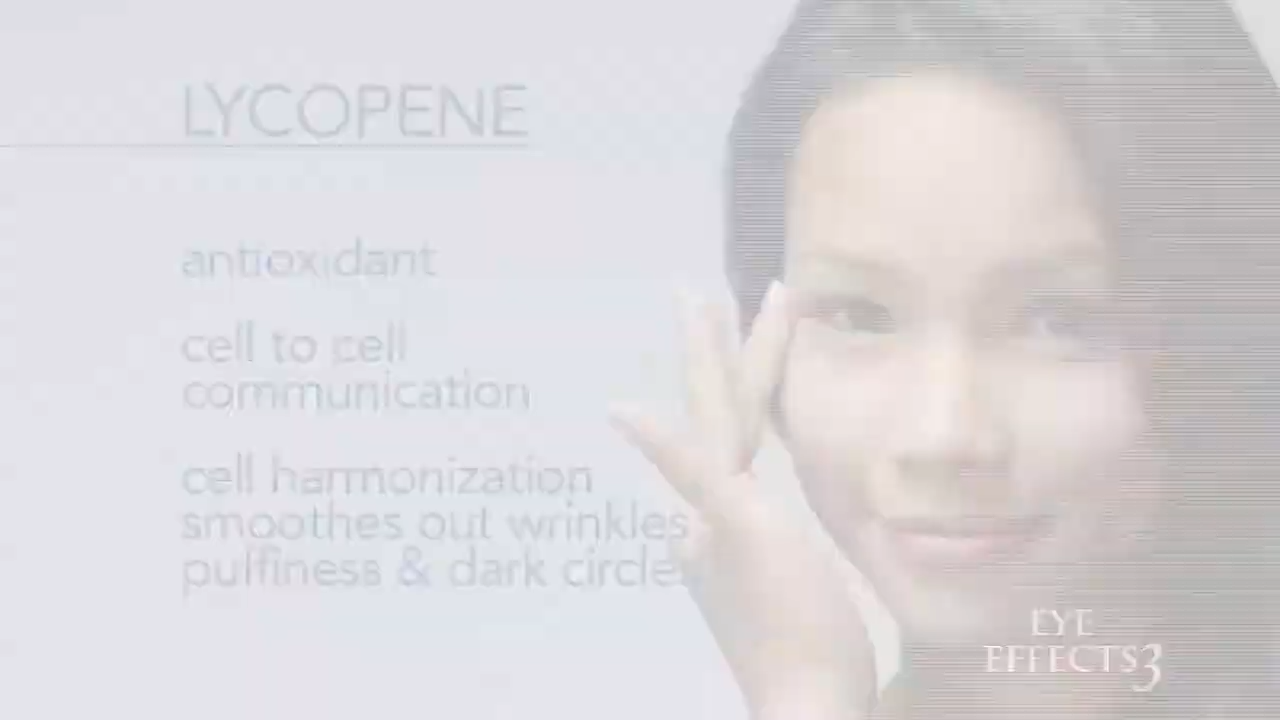 LYCOPENE
antioxidant
cell to cell
communication
cell harmonization
smoothes out wrinkles
puffiness & dark circles
EYE
EFFECTS3